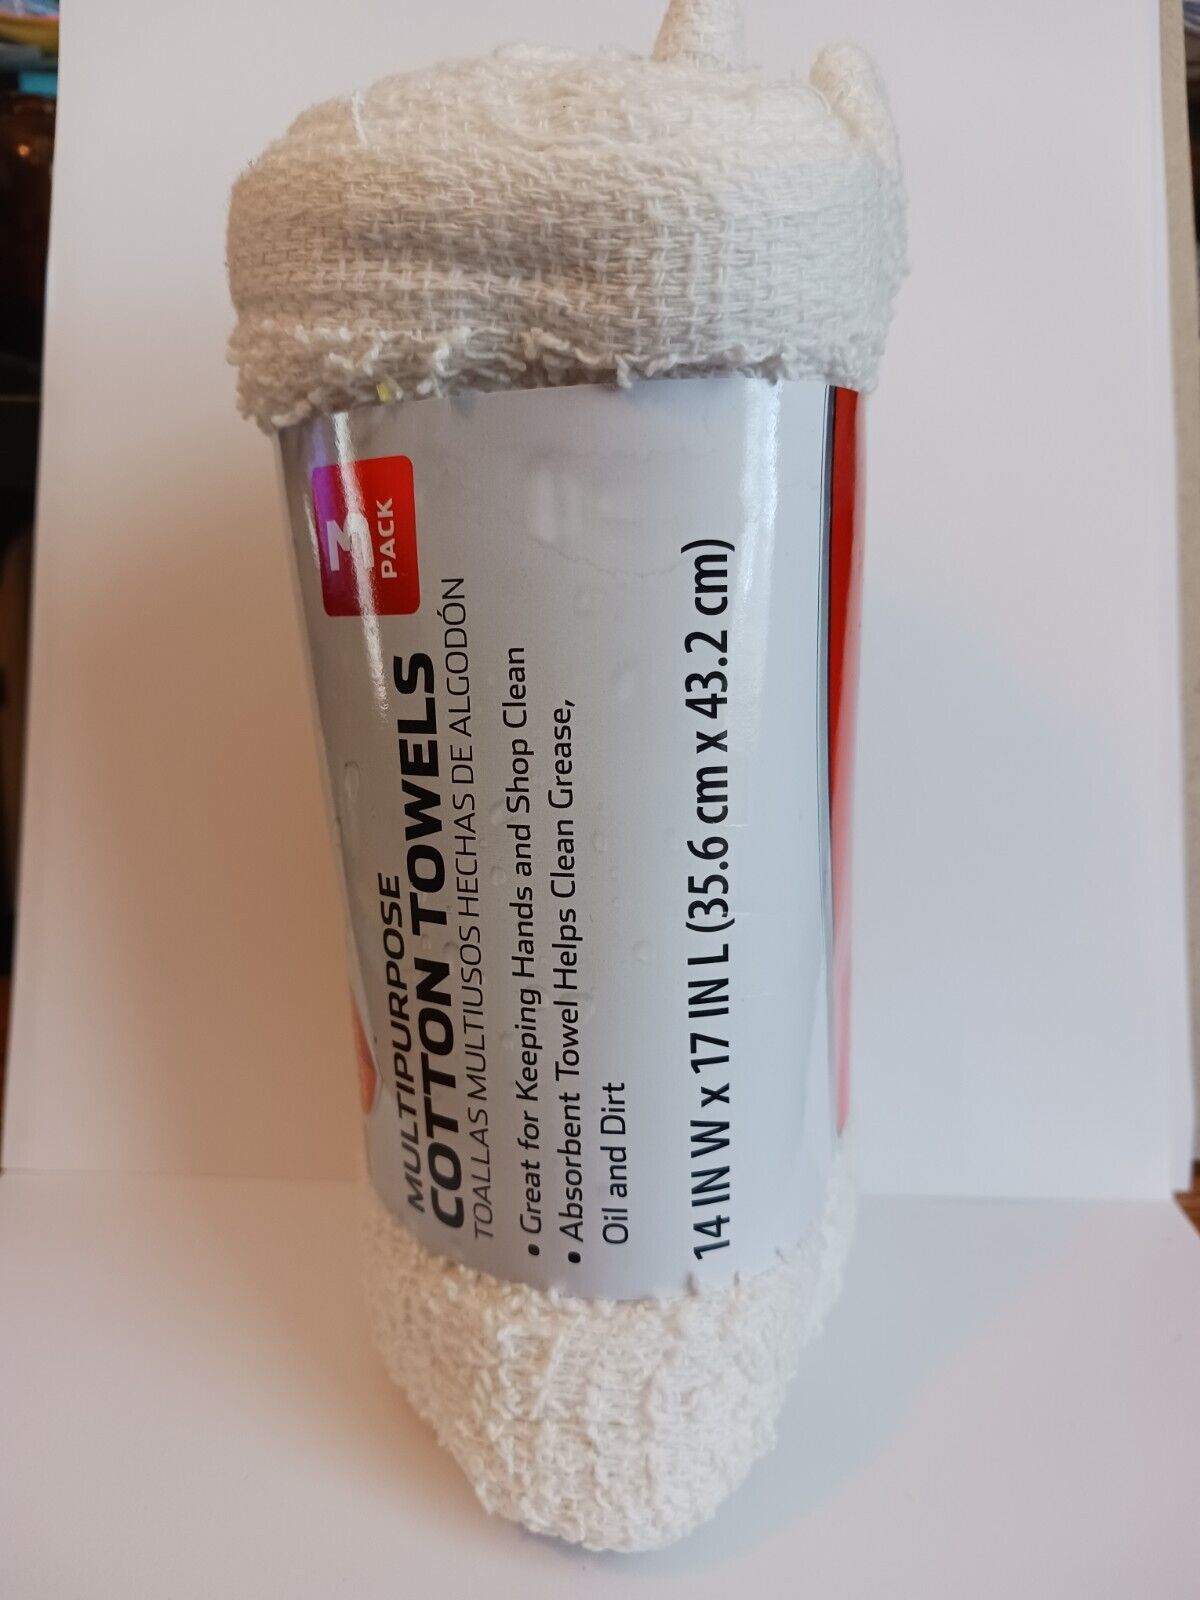 3
PACK
MULTIPURPOSE
COTTON TOWELS
TOALLAS MULTIUSOS HECHAS DE ALGODÓN
• Great for Keeping Hands and Shop Clean
• Absorbent Towel Helps Clean Grease,
Oil and Dirt
14 IN W x 17 IN L (35.6 cm x 43.2 cm)